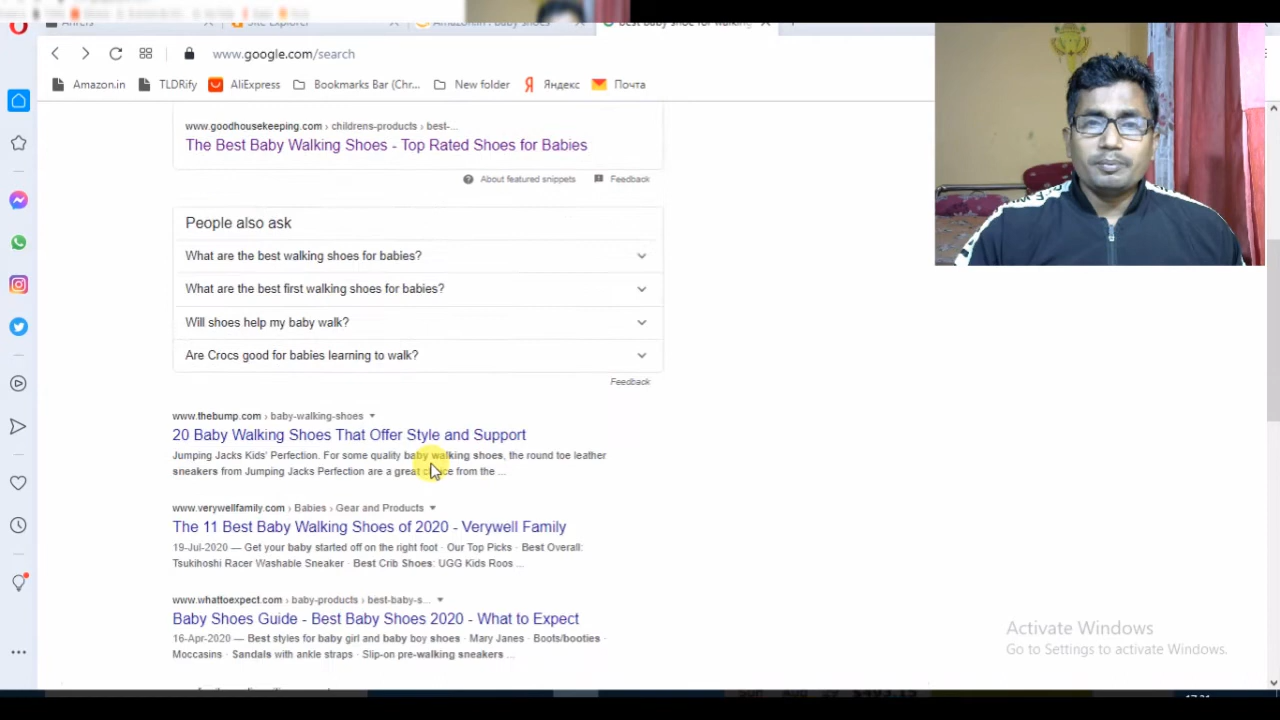 www.google.com/search
Amazon.in TLDRify AliExpress Bookmarks Bar (Chr... New folder Яндекс Почта
www.goodhousekeeping.com › childrens-products › best-...
The Best Baby Walking Shoes - Top Rated Shoes for Babies
About featured snippets Feedback
People also ask
What are the best walking shoes for babies?
What are the best first walking shoes for babies?
Will shoes help my baby walk?
Are Crocs good for babies learning to walk?
Feedback
www.thebump.com › baby-walking-shoes
20 Baby Walking Shoes That Offer Style and Support
Jumping Jacks Kids' Perfection. For some quality baby walking shoes, the round toe leather
sneakers from Jumping Jacks Perfection are a great choice from the ...
www.verywellfamily.com › Babies › Gear and Products
The 11 Best Baby Walking Shoes of 2020 - Verywell Family
19-Jul-2020 — Get your baby started off on the right foot · Our Top Picks · Best Overall:
Tsukihoshi Racer Washable Sneaker · Best Crib Shoes: UGG Kids Roos ...
www.whattoexpect.com › baby-products › best-baby-s...
Baby Shoes Guide - Best Baby Shoes 2020 - What to Expect
16-Apr-2020 — Best styles for baby girl and baby boy shoes · Mary Janes · Boots/booties ·
Moccasins · Sandals with ankle straps · Slip-on pre-walking sneakers ...
Activate Windows
Go to Settings to activate Windows.